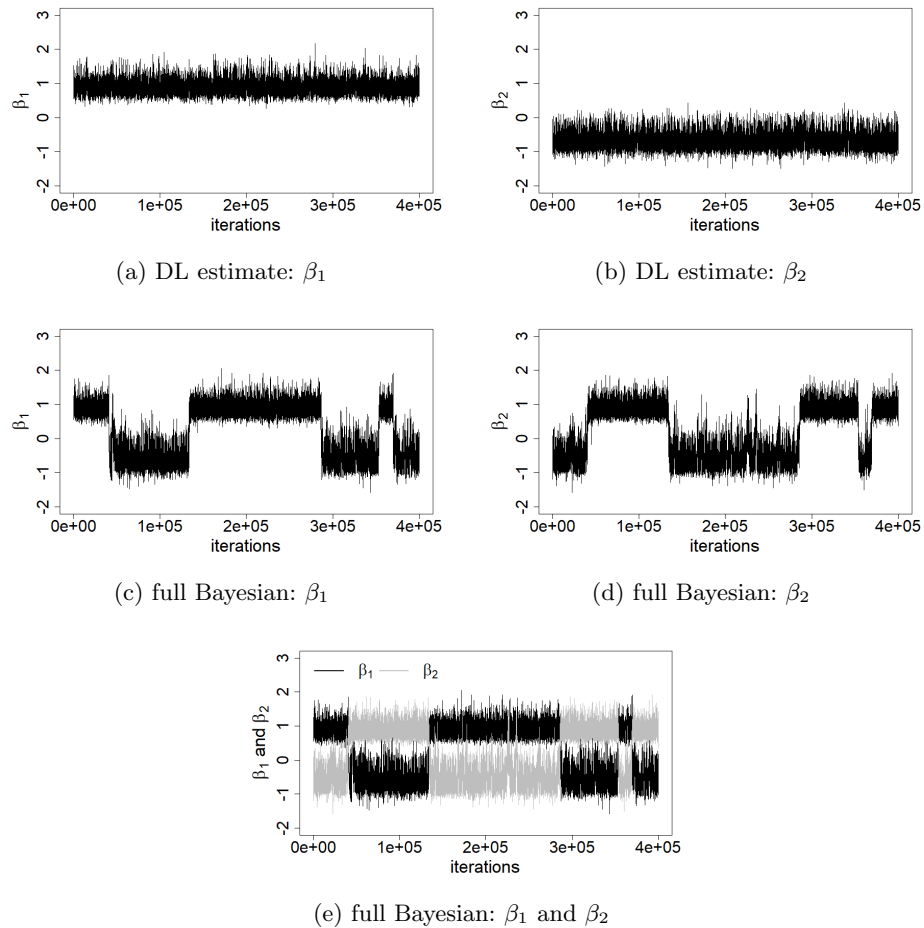 3
2
1
0
-1
-2
β1
0e+00 1e+05 2e+05 3e+05 4e+05
iterations
(a) DL estimate: β1
3
2
1
0
-1
-2
β2
0e+00 1e+05 2e+05 3e+05 4e+05
iterations
(b) DL estimate: β2
3
2
1
0
-1
-2
β1
0e+00 1e+05 2e+05 3e+05 4e+05
iterations
(c) full Bayesian: β1
3
2
1
0
-1
-2
β2
0e+00 1e+05 2e+05 3e+05 4e+05
iterations
(d) full Bayesian: β2
β1 β2
3
2
1
0
-1
-2
β1 and β2
0e+00 1e+05 2e+05 3e+05 4e+05
iterations
(e) full Bayesian: β1 and β2